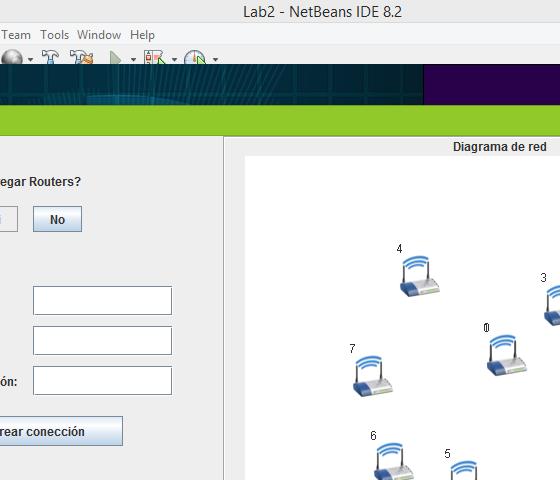 Lab2 - NetBeans IDE 8.2
Team Tools Window Help
Diagrama de red
egar Routers?
No
4
3
7
ón:
rear conección
6
5